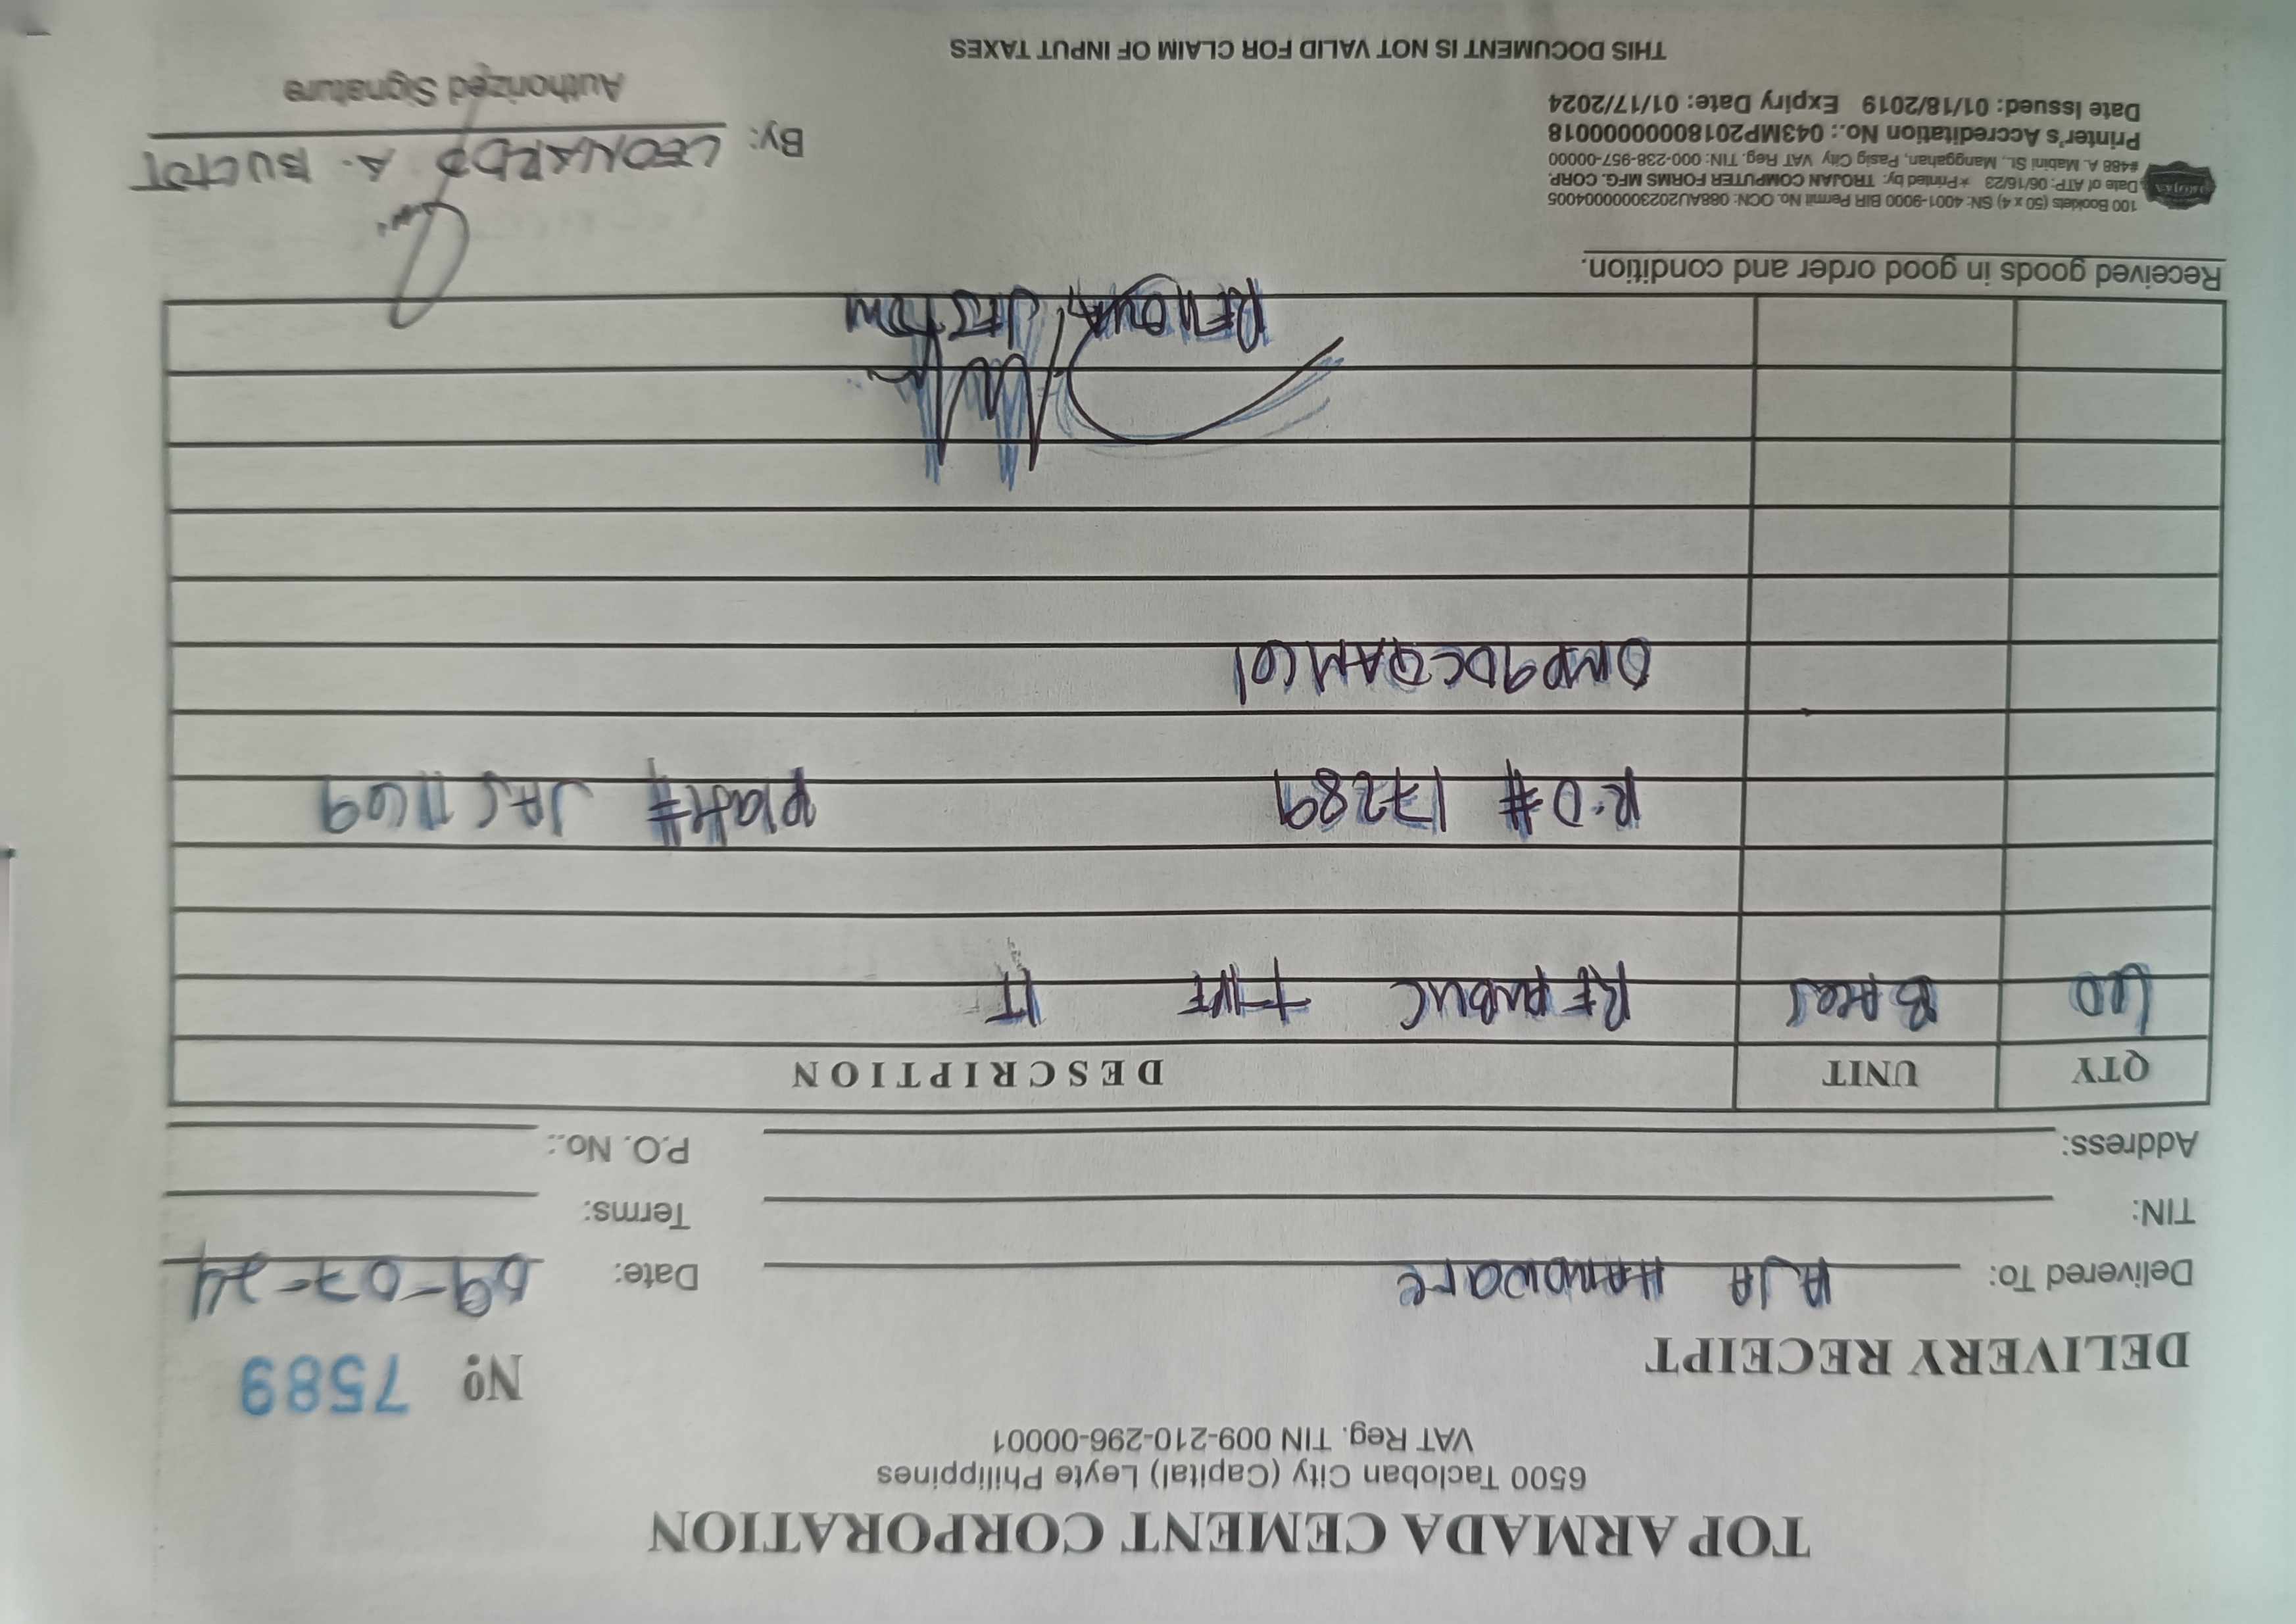 TOP ARMADA CEMENT CORPORATION
6500 Tacloban City (Capital) Leyte Philippines
VAT Reg. TIN 009-210-296-00001
DELIVERY RECEIPT
No 7589
Delivered To: AJA HARDWare Date: 09-07-24
TIN: Terms:
Address: P.O. No.:
QTY UNIT DESCRIPTION
600 BAGS REPUBLIC TYPE 1T
R.O# 17289 Plate# JAC 1169
Received goods in good order and condition.
100 Booklets (50 x 4) SN: 4001-9000 BIR Permit No. OCN: 088AU20230000004005
Date of ATP: 06/16/23 *Printed by: TROJAN COMPUTER FORMS MFG. CORP.
#488 A. Mabini St., Manggahan, Pasig City VAT Reg. TIN: 000-238-957-00000
Printer's Accreditation No.: 043MP20180000000018
Date Issued: 01/18/2019 Expiry Date: 01/17/2024
By: LEONARDO A. BUCTOT
Authorized Signature
THIS DOCUMENT IS NOT VALID FOR CLAIM OF INPUT TAXES